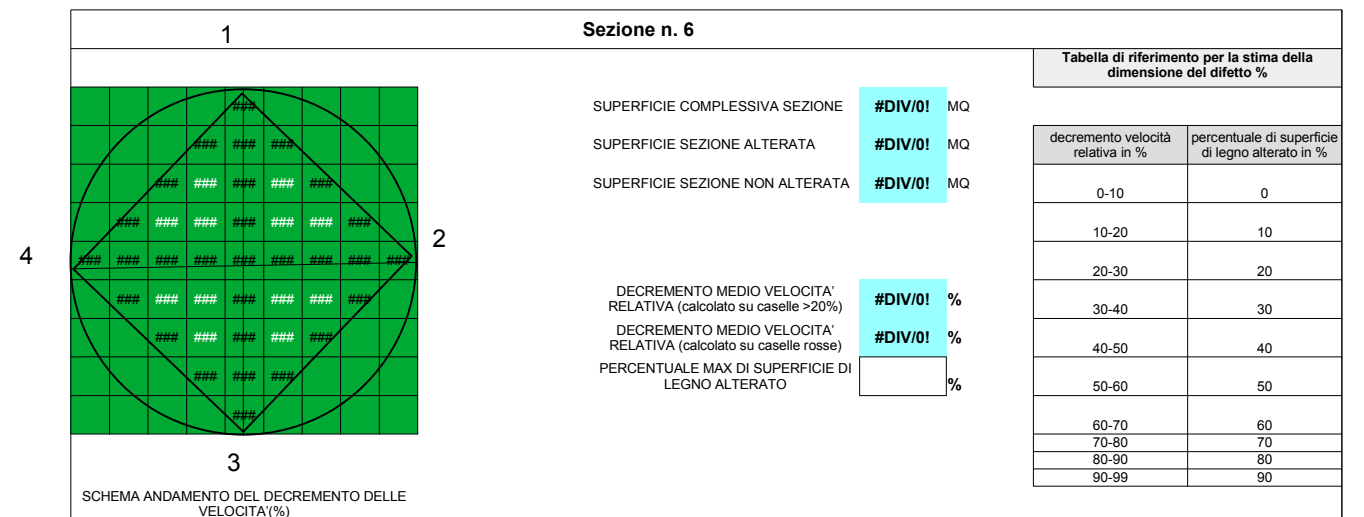 1
Sezione n. 6
Tabella di riferimento per la stima della
dimensione del difetto %
###
### ### ###
### ### ### ### ###
### ### ### ### ### ### ###
### ### ### ### ### ### ### ### ###
### ### ### ### ### ### ###
### ### ### ### ###
### ### ###
###
4
2
3
SCHEMA ANDAMENTO DEL DECREMENTO DELLE
VELOCITA'(%)
SUPERFICIE COMPLESSIVA SEZIONE #DIV/0! MQ
SUPERFICIE SEZIONE ALTERATA #DIV/0! MQ
SUPERFICIE SEZIONE NON ALTERATA #DIV/0! MQ
DECREMENTO MEDIO VELOCITA'
RELATIVA (calcolato su caselle >20%) #DIV/0! %
DECREMENTO MEDIO VELOCITA'
RELATIVA (calcolato su caselle rosse) #DIV/0! %
PERCENTUALE MAX DI SUPERFICIE DI
LEGNO ALTERATO %
decremento velocità percentuale di superficie
relativa in % di legno alterato in %
0-10 0
10-20 10
20-30 20
30-40 30
40-50 40
50-60 50
60-70 60
70-80 70
80-90 80
90-99 90